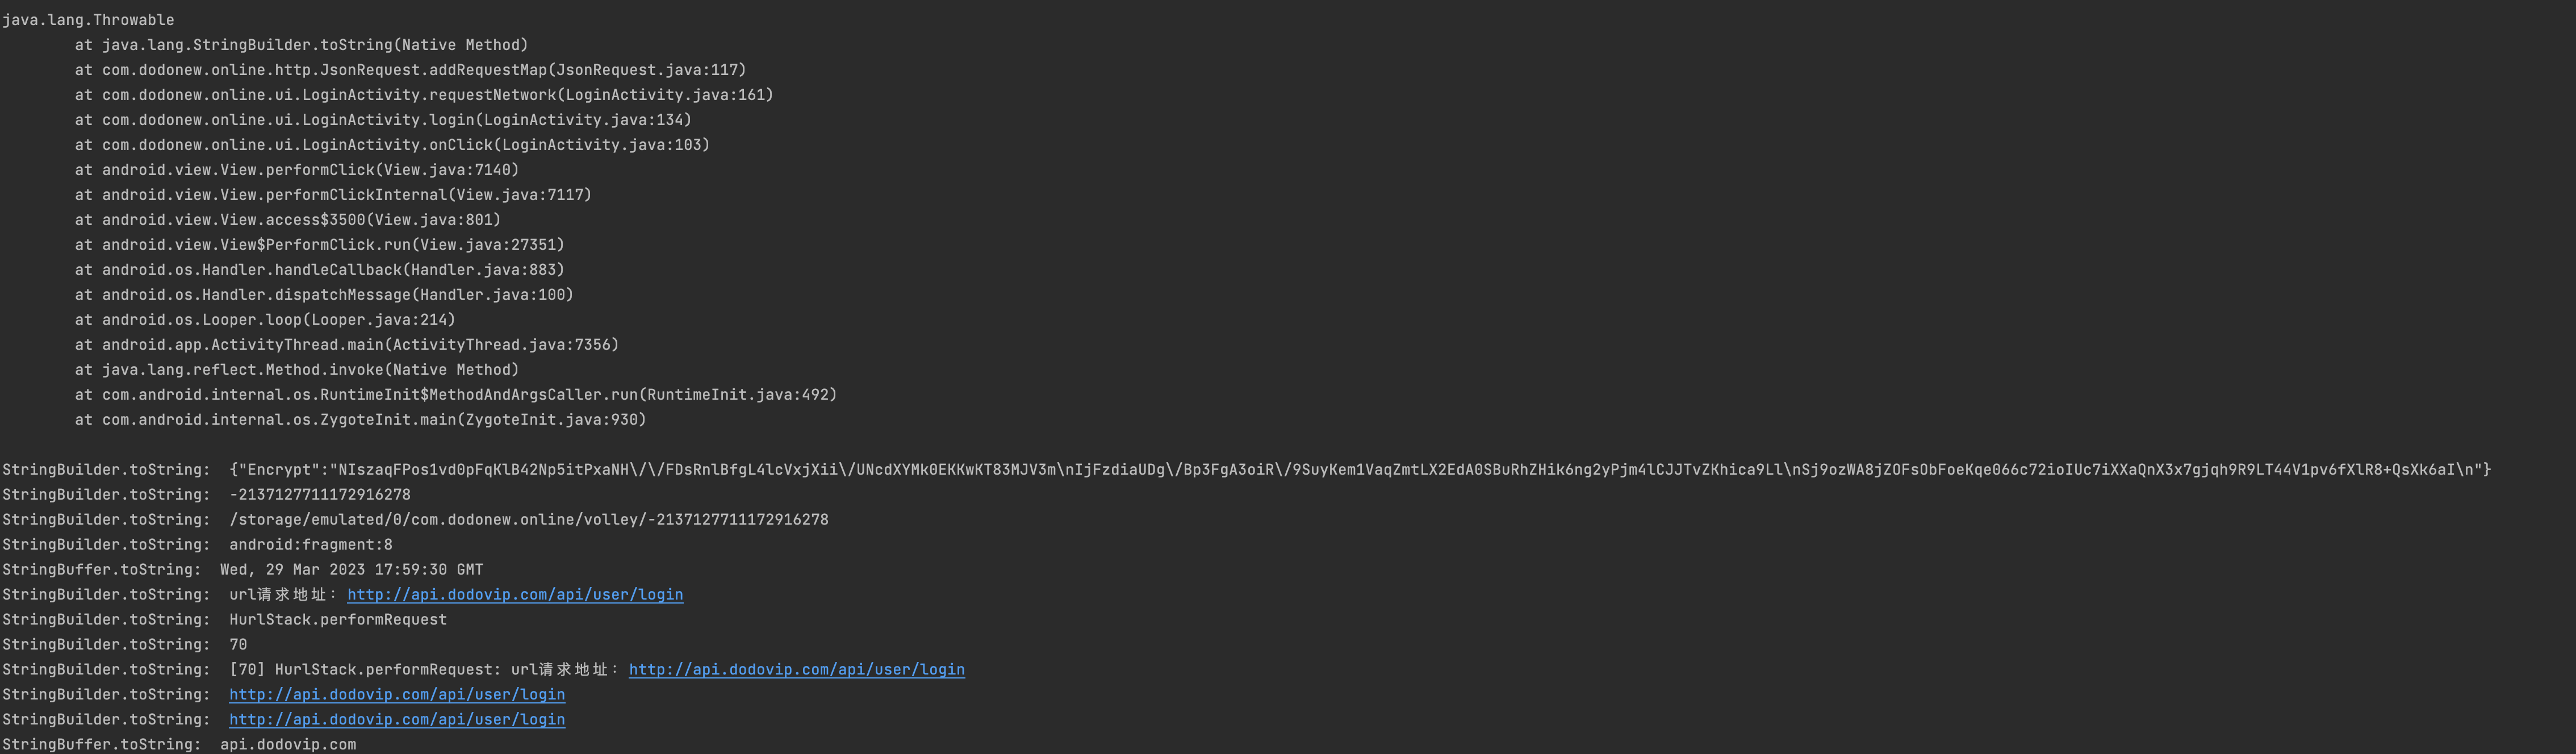 java.lang.Throwable
at java.lang.StringBuilder.toString(Native Method)
at com.dodonew.online.http.JsonRequest.addRequestMap(JsonRequest.java:117)
at com.dodonew.online.ui.LoginActivity.requestNetwork(LoginActivity.java:161)
at com.dodonew.online.ui.LoginActivity.login(LoginActivity.java:134)
at com.dodonew.online.ui.LoginActivity.onClick(LoginActivity.java:103)
at android.view.View.performClick(View.java:7140)
at android.view.View.performClickInternal(View.java:7117)
at android.view.View.access$3500(View.java:801)
at android.view.View$PerformClick.run(View.java:27351)
at android.os.Handler.handleCallback(Handler.java:883)
at android.os.Handler.dispatchMessage(Handler.java:100)
at android.os.Looper.loop(Looper.java:214)
at android.app.ActivityThread.main(ActivityThread.java:7356)
at java.lang.reflect.Method.invoke(Native Method)
at com.android.internal.os.RuntimeInit$MethodAndArgsCaller.run(RuntimeInit.java:492)
at com.android.internal.os.ZygoteInit.main(ZygoteInit.java:930)
StringBuilder.toString: {"Encrypt":"NIszaqFPos1vd0pFqKlB42Np5itPxaNH\/\/FDsRnlBfgL4lcVxjXii\/UNcdXYMk0EKKwKT83MJV3m\nIjFzdiaUDg\/Bp3FgA3oiR\/9SuyKem1VaqZmtLX2EdA0SBuRhZHik6ng2yPjm4lCJJTvZKhica9Ll\nSj9ozWA8jZOFsObFoeKqe066c72ioIUc7iXXaQnX3x7gjqh9R9LT44V1pv6fXlR8+QsXk6aI\n"}
StringBuilder.toString: -2137127711172916278
StringBuilder.toString: /storage/emulated/0/com.dodonew.online/volley/-2137127711172916278
StringBuilder.toString: android:fragment:8
StringBuffer.toString: Wed, 29 Mar 2023 17:59:30 GMT
StringBuilder.toString: url请求地址：http://api.dodovip.com/api/user/login
StringBuilder.toString: HurlStack.performRequest
StringBuilder.toString: 70
StringBuilder.toString: [70] HurlStack.performRequest: url请求地址：http://api.dodovip.com/api/user/login
StringBuilder.toString: http://api.dodovip.com/api/user/login
StringBuilder.toString: http://api.dodovip.com/api/user/login
StringBuffer.toString: api.dodovip.com